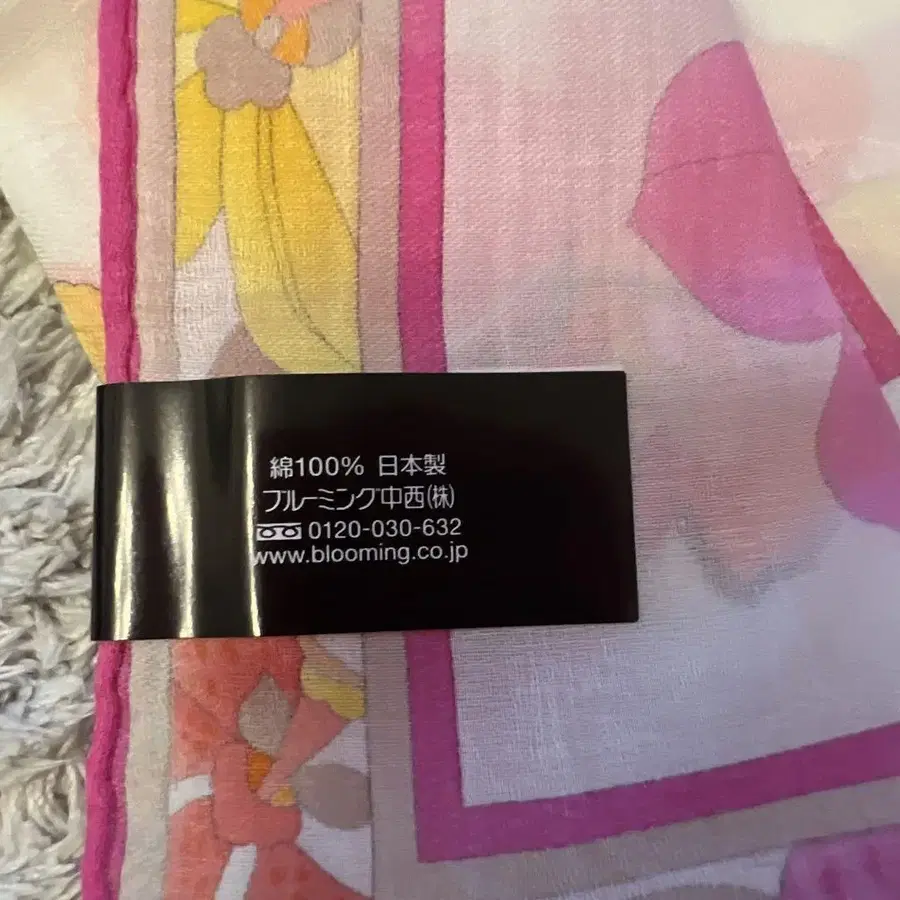 綿100% 日本製
ブルーミング中西(株)
0120-030-632
www.blooming.co.jp